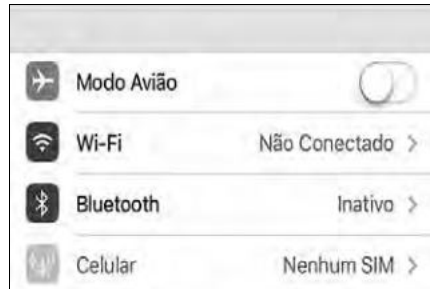 Modo Avião
Wi-Fi Não Conectado >
Bluetooth Inativo >
Celular Nenhum SIM >